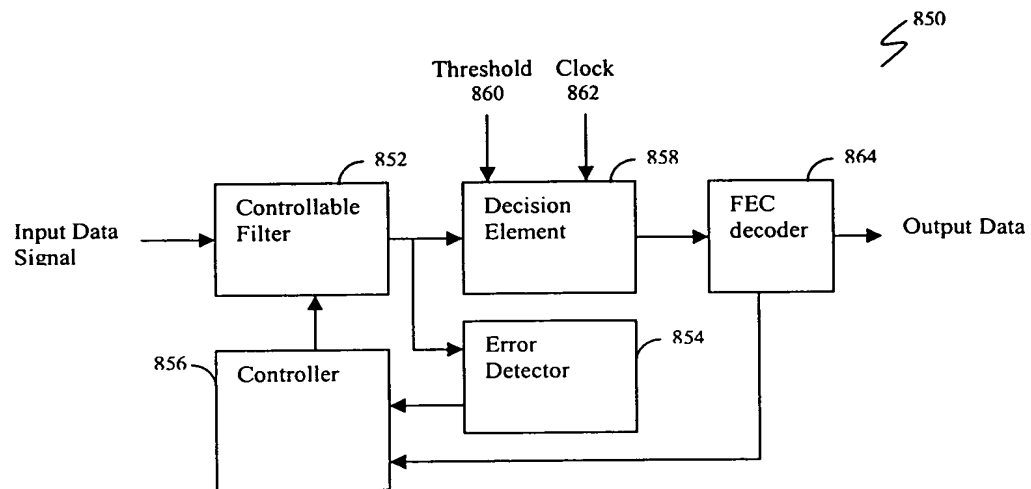 850
Threshold
860
Clock
862
852
858
864
Controllable
Filter
Decision
Element
FEC
decoder
Input Data
Signal
Output Data
856
Controller
Error
Detector
854